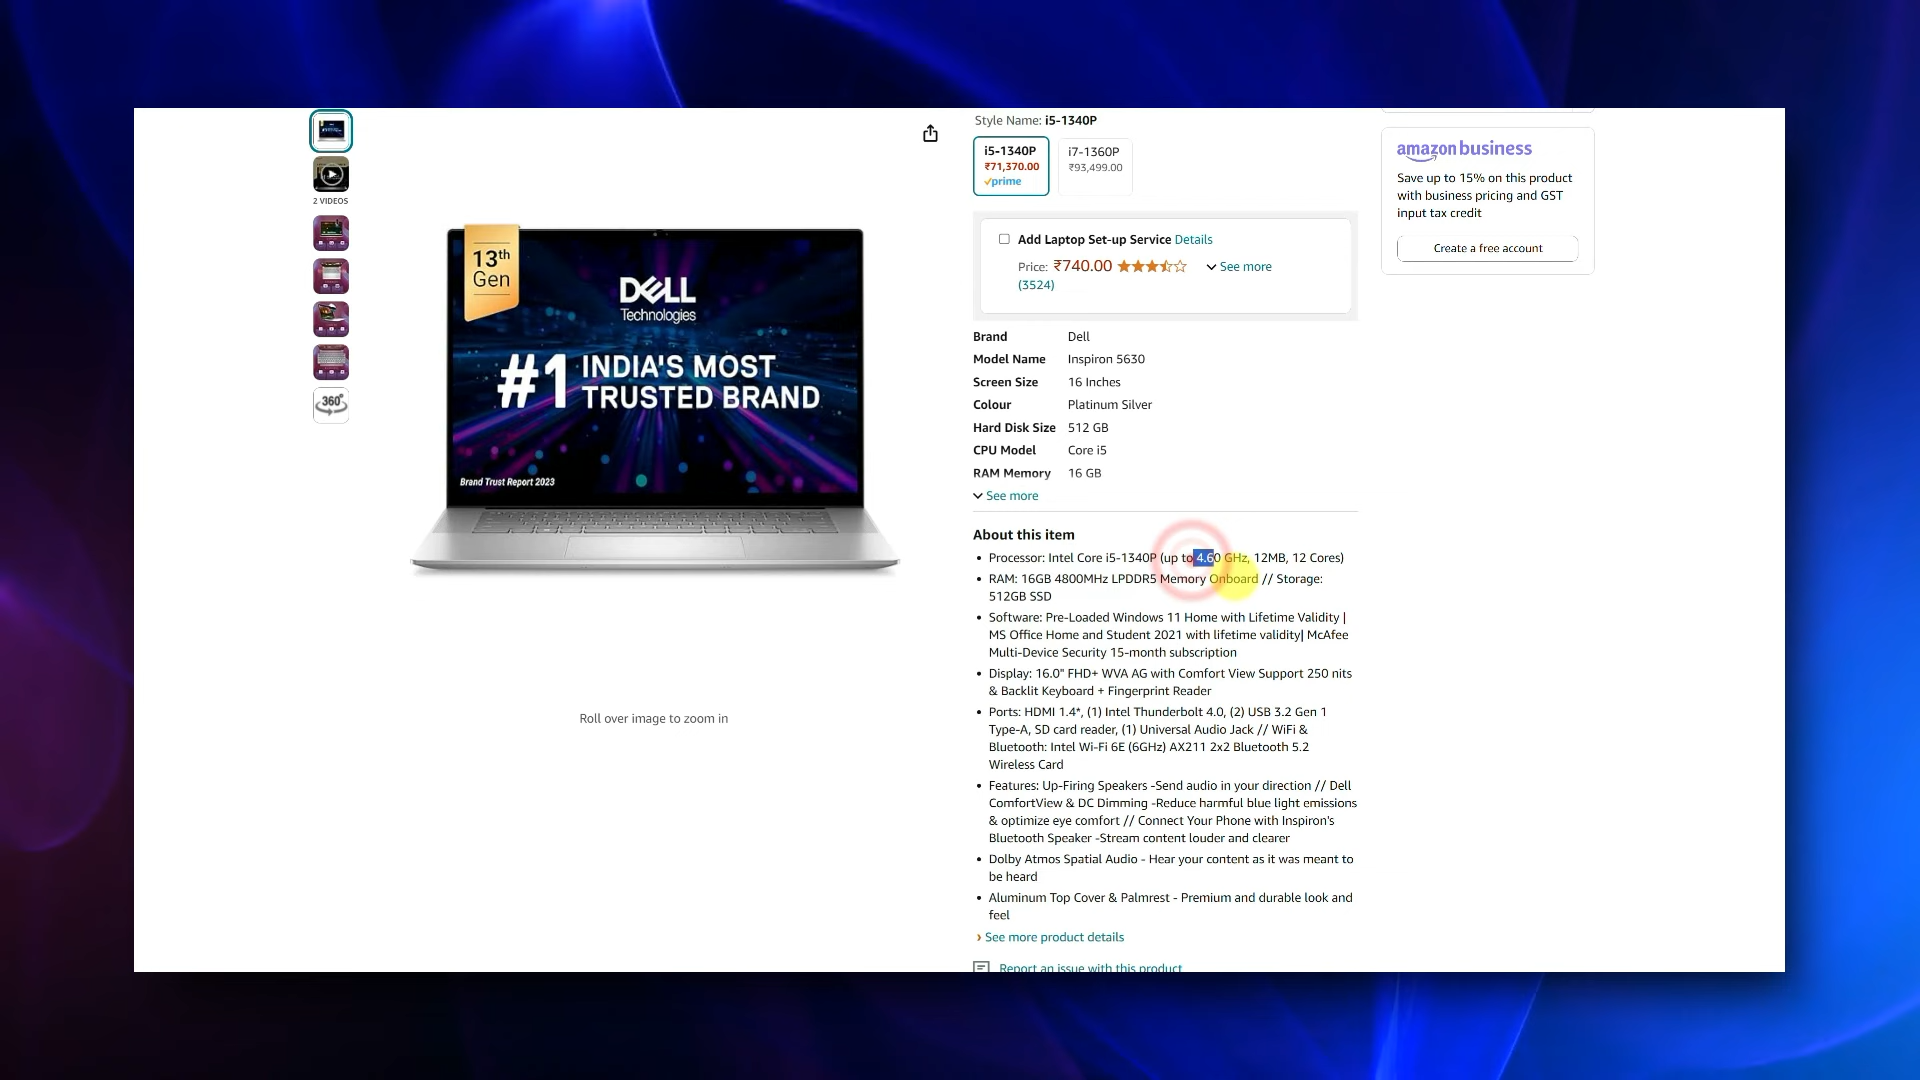 2 VIDEOS
360°
13th
Gen
DELL
Technologies
#1 INDIA'S MOST
TRUSTED BRAND
Brand Trust Report 2023
Roll over image to zoom in
Style Name: i5-1340P
i5-1340P
₹71,370.00
prime
i7-1360P
₹93,499.00
Add Laptop Set-up Service Details
Price: ₹740.00 See more
(3524)
Brand Dell
Model Name Inspiron 5630
Screen Size 16 Inches
Colour Platinum Silver
Hard Disk Size 512 GB
CPU Model Core i5
RAM Memory 16 GB
See more
About this item
• Processor: Intel Core i5-1340P (up to 4.60 GHz, 12MB, 12 Cores)
• RAM: 16GB 4800MHz LPDDR5 Memory Onboard // Storage:
512GB SSD
• Software: Pre-Loaded Windows 11 Home with Lifetime Validity |
MS Office Home and Student 2021 with lifetime validity| McAfee
Multi-Device Security 15-month subscription
• Display: 16.0" FHD+ WVA AG with Comfort View Support 250 nits
& Backlit Keyboard + Fingerprint Reader
• Ports: HDMI 1.4*, (1) Intel Thunderbolt 4.0, (2) USB 3.2 Gen 1
Type-A, SD card reader, (1) Universal Audio Jack // WiFi &
Bluetooth: Intel Wi-Fi 6E (6GHz) AX211 2x2 Bluetooth 5.2
Wireless Card
• Features: Up-Firing Speakers -Send audio in your direction // Dell
ComfortView & DC Dimming -Reduce harmful blue light emissions
& optimize eye comfort // Connect Your Phone with Inspiron's
Bluetooth Speaker -Stream content louder and clearer
• Dolby Atmos Spatial Audio - Hear your content as it was meant to
be heard
• Aluminum Top Cover & Palmrest - Premium and durable look and
feel
› See more product details
Report an issue with this product
amazon business
Save up to 15% on this product
with business pricing and GST
input tax credit
Create a free account